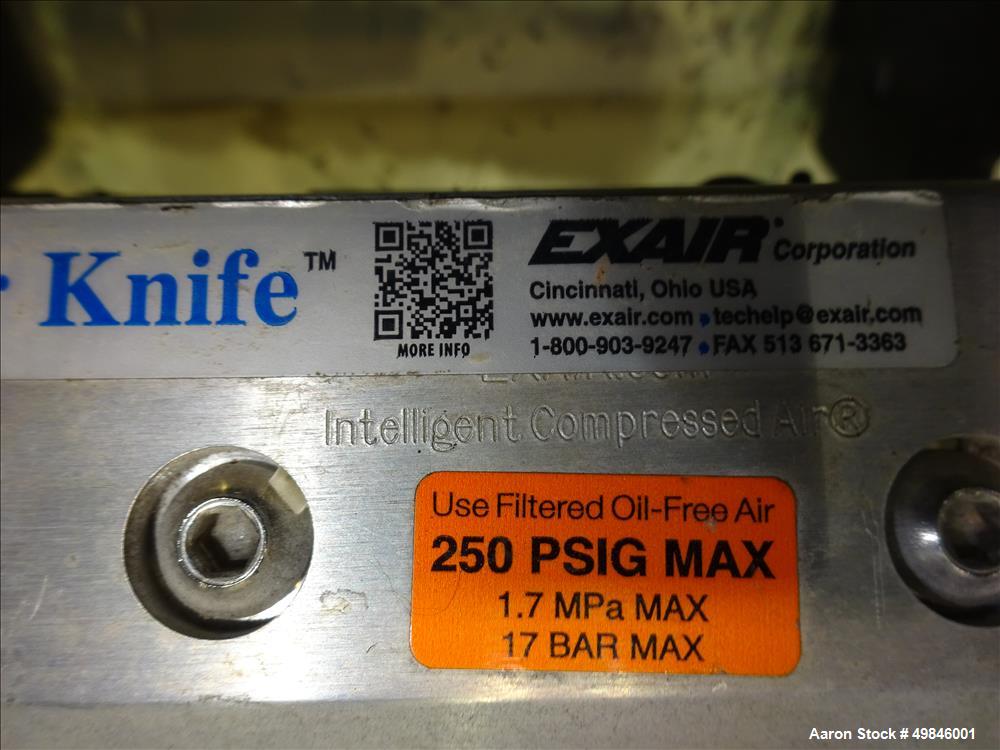 Knife™
MORE INFO
EXAIR® Corporation
Cincinnati, Ohio USA
www.exair.com • techelp@exair.com
1-800-903-9247 • FAX 513 671-3363
Intelligent Compressed Air®
Use Filtered Oil-Free Air
250 PSIG MAX
1.7 MPa MAX
17 BAR MAX
Aaron Stock # 49846001